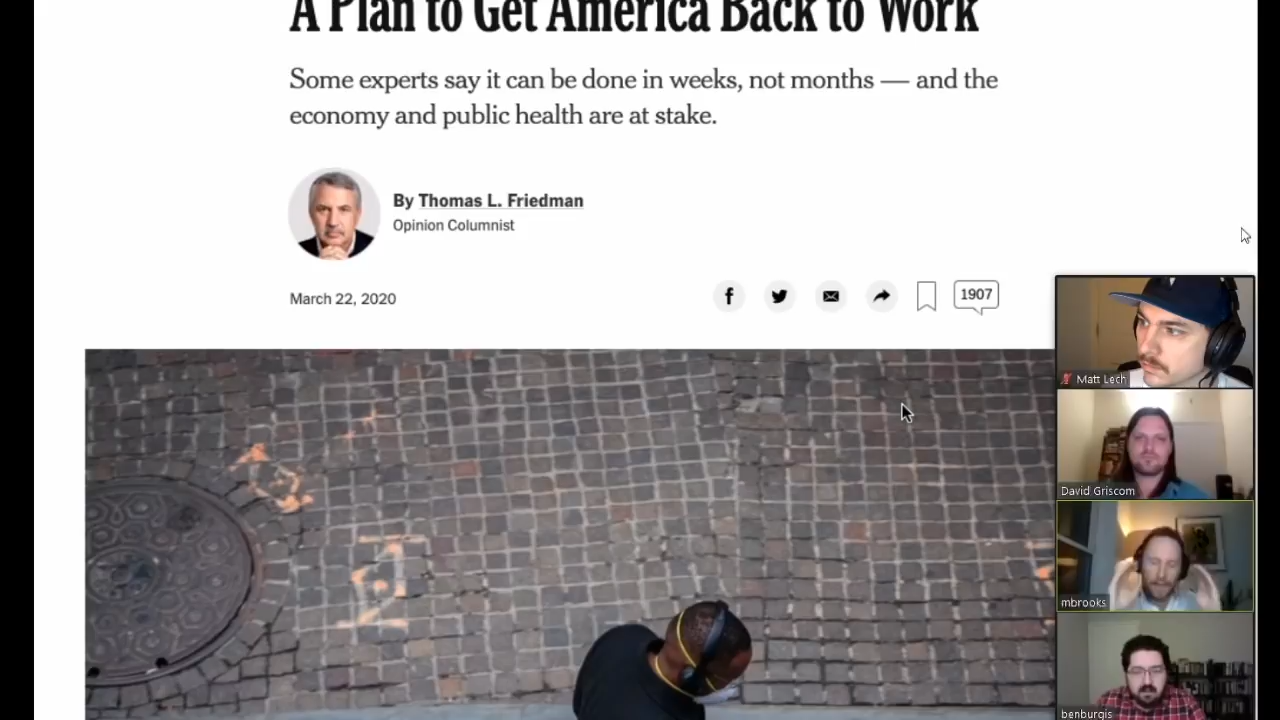 A Plan to Get America Back to Work
Some experts say it can be done in weeks, not months — and the
economy and public health are at stake.
By Thomas L. Friedman
Opinion Columnist
March 22, 2020
1907
Matt Lech
David Griscom
mbrooks
benburgis